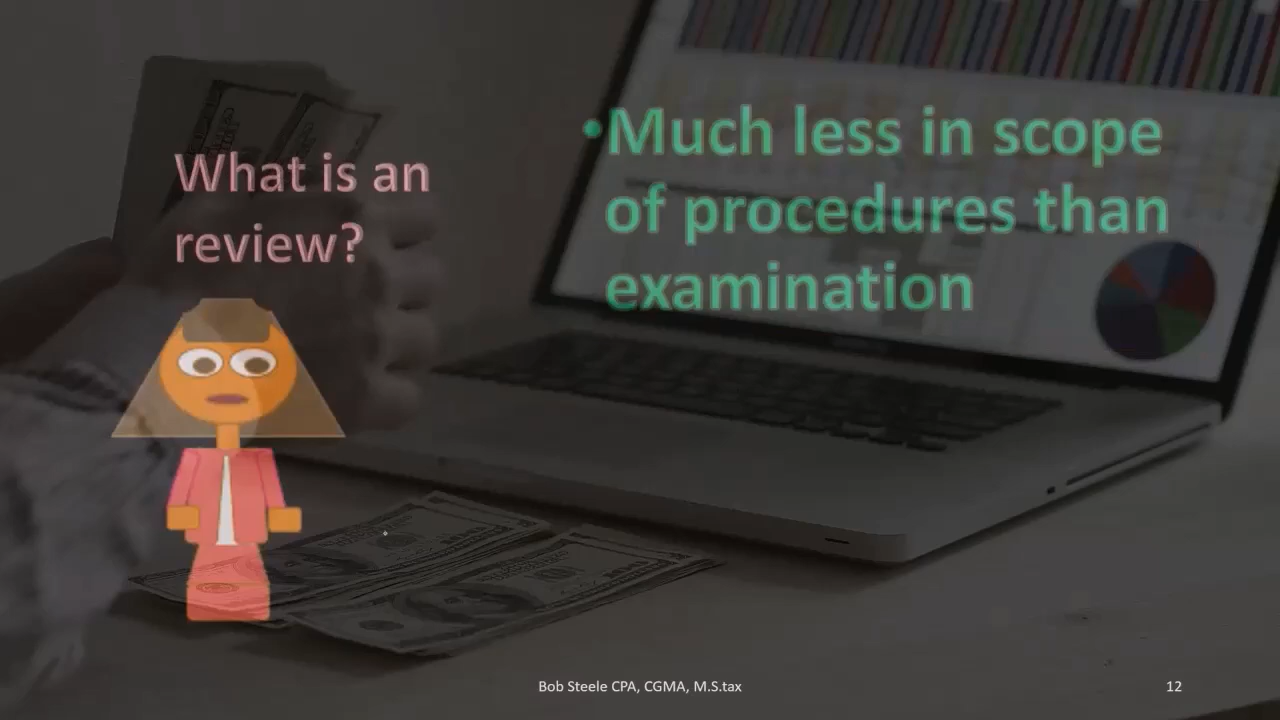 What is an
review?
•Much less in scope
of procedures than
examination
Bob Steele CPA, CGMA, M.S.tax
12